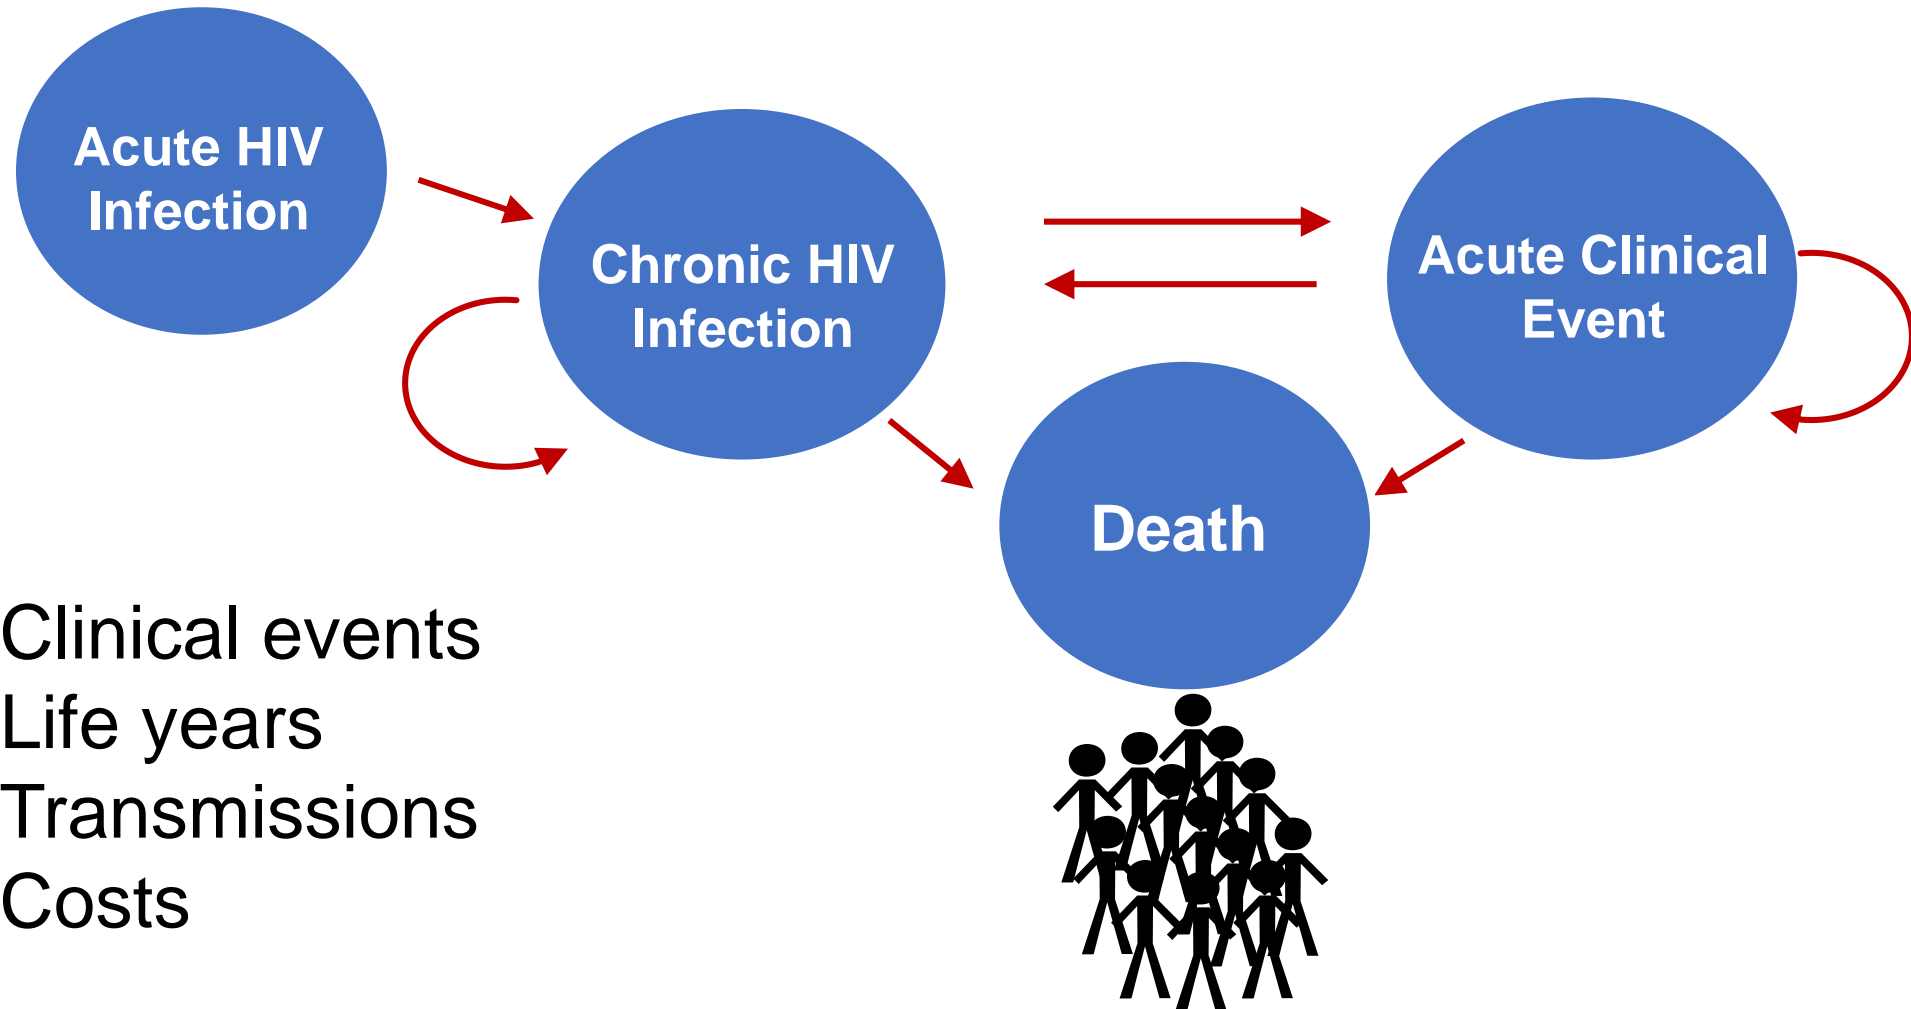 Acute HIV
Infection
Chronic HIV
Infection
Acute Clinical
Event
Death
Clinical events
Life years
Transmissions
Costs